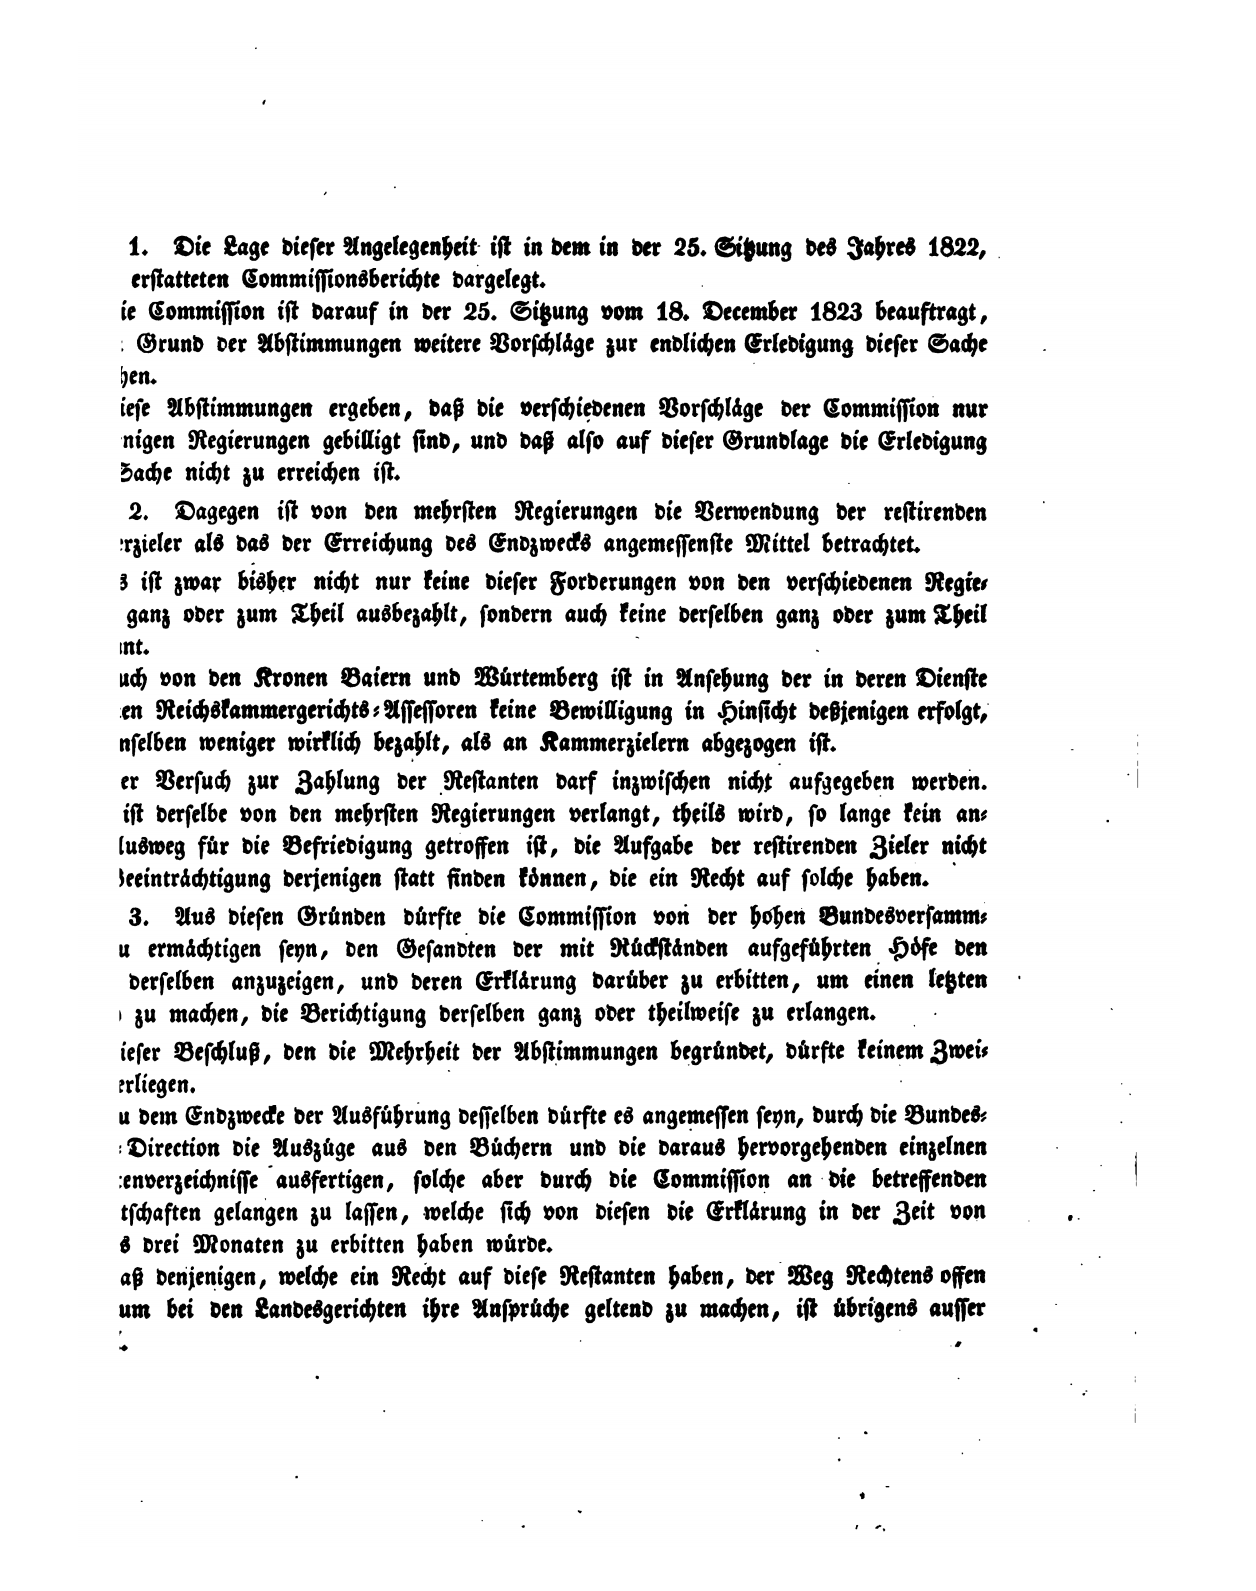 1. Die Lage dieser Angelegenheit ist in dem in der 25. Sitzung des Jahres 1822,
erstatteten Commissionsberichte dargelegt.
ie Commission ist darauf in der 25. Sitzung vom 18. December 1823 beauftragt,
Grund der Abstimmungen weitere Vorschläge zur endlichen Erledigung dieser Sache
hen.
iese Abstimmungen ergeben, daß die verschiedenen Vorschläge der Commission nur
nigen Regierungen gebilligt sind, und daß also auf dieser Grundlage die Erledigung
Sache nicht zu erreichen ist.
2. Dagegen ist von den mehrsten Regierungen die Verwendung der restirenden
erzieler als das der Erreichung des Endzwecks angemessenste Mittel betrachtet.
s ist zwar bisher nicht nur keine dieser Forderungen von den verschiedenen Regie-
ganz oder zum Theil ausbezahlt, sondern auch keine derselben ganz oder zum Theil
nnt.
uch von den Kronen Baiern und Würtemberg ist in Ansehung der in deren Dienste
en Reichskammergerichts-Assessoren keine Bewilligung in Hinsicht deßjenigen erfolgt,
nselben weniger wirklich bezahlt, als an Kammerzielern abgezogen ist.
er Versuch zur Zahlung der Restanten darf inzwischen nicht aufgegeben werden.
ist derselbe von den mehrsten Regierungen verlangt, theils wird, so lange kein an-
lusweg für die Befriedigung getroffen ist, die Aufgabe der restirenden Zieler nicht
Beeinträchtigung derjenigen statt finden können, die ein Recht auf solche haben.
3. Aus diesen Gründen dürfte die Commission von der hohen Bundesversamm-
u ermächtigen seyn, den Gesandten der mit Rückständen aufgeführten Höfe den
derselben anzuzeigen, und deren Erklärung darüber zu erbitten, um einen letzten
zu machen, die Berichtigung derselben ganz oder theilweise zu erlangen.
ieser Beschluß, den die Mehrheit der Abstimmungen begründet, dürfte keinem Zwei-
erliegen.
u dem Endzwecke der Ausführung desselben dürfte es angemessen seyn, durch die Bundes-
Direction die Auszüge aus den Büchern und die daraus hervorgehenden einzelnen
enverzeichnisse ausfertigen, solche aber durch die Commission an die betreffenden
tschaften gelangen zu lassen, welche sich von diesen die Erklärung in der Zeit von
s drei Monaten zu erbitten haben würde.
aß denjenigen, welche ein Recht auf diese Restanten haben, der Weg Rechtens offen
um bei den Landesgerichten ihre Ansprüche geltend zu machen, ist übrigens ausser